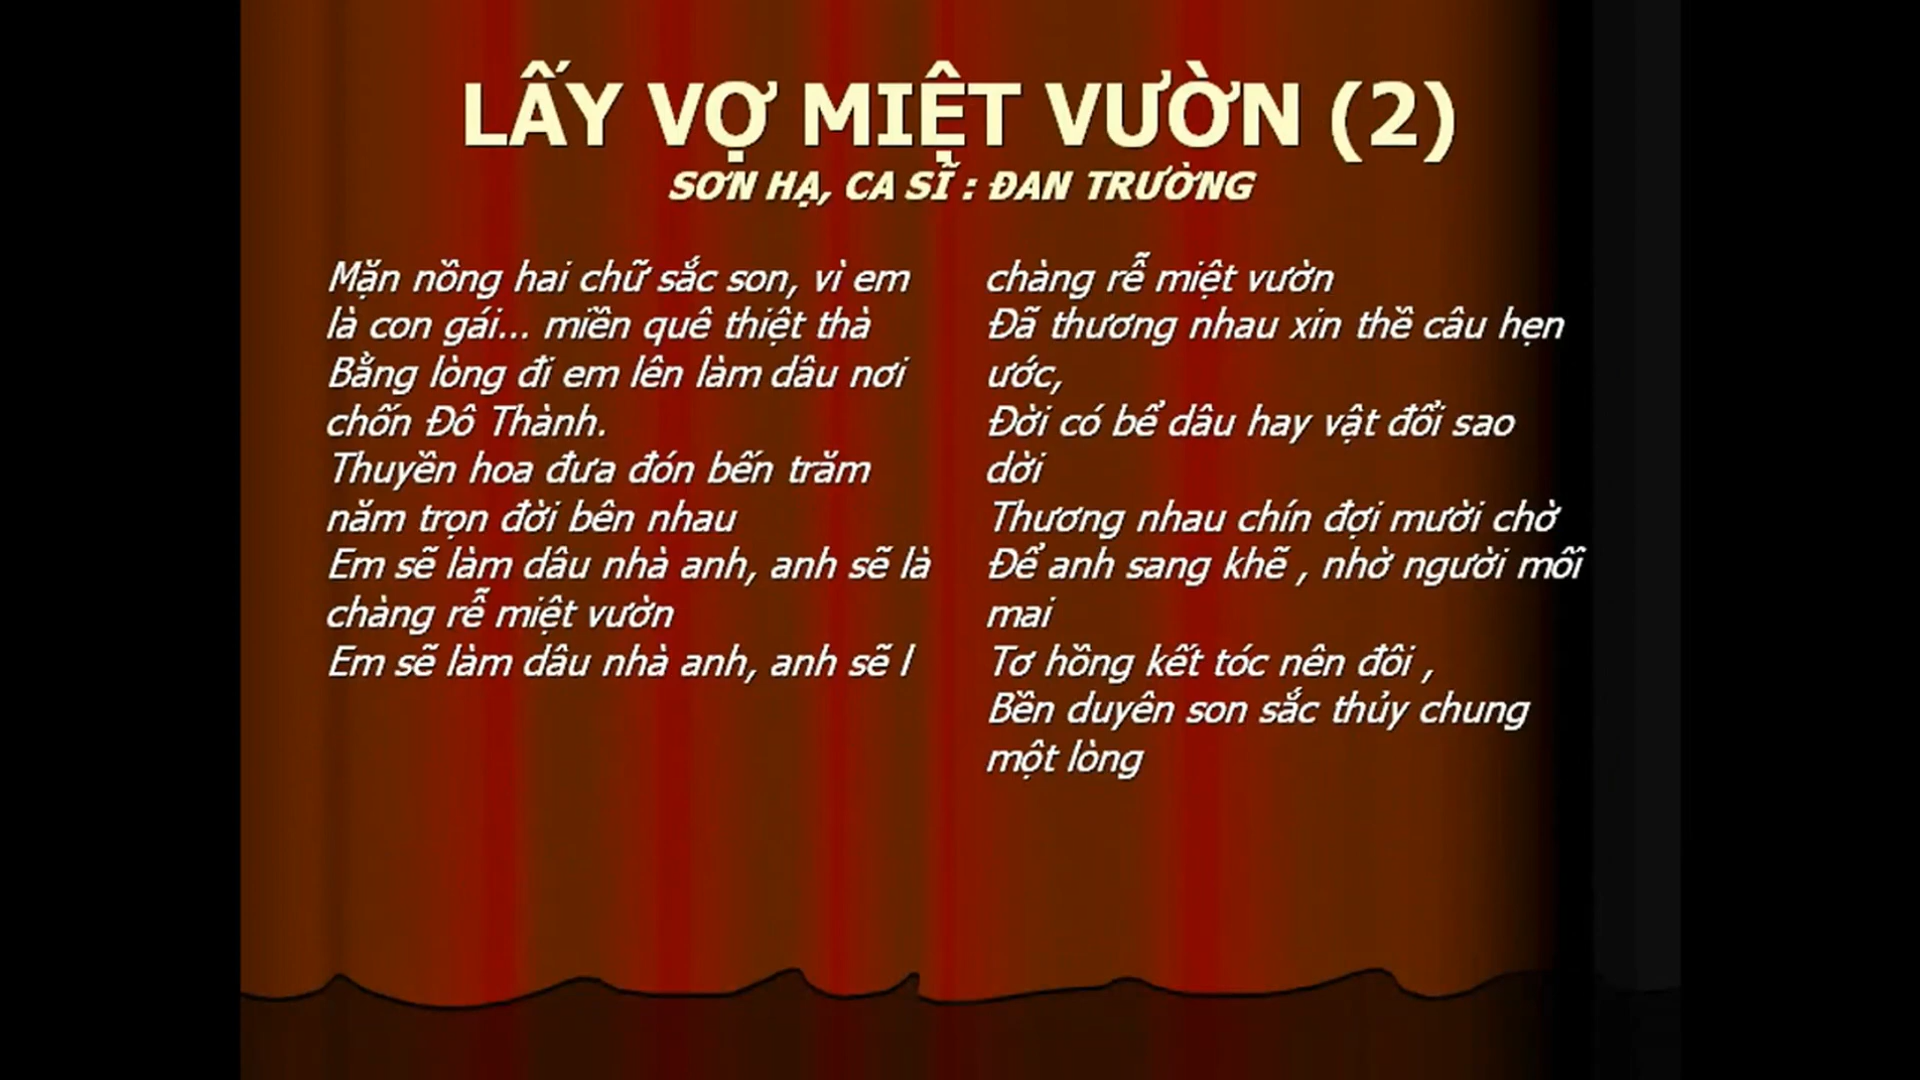 LẤY VỢ MIỆT VƯỜN (2)
SƠN HẠ, CA SĨ : ĐAN TRƯỜNG
Mặn nồng hai chữ sắc son, vì em
là con gái... miền quê thiệt thà
Bằng lòng đi em lên làm dâu nơi
chốn Đô Thành.
Thuyền hoa đưa đón bến trăm
năm trọn đời bên nhau
Em sẽ làm dâu nhà anh, anh sẽ là
chàng rễ miệt vườn
Em sẽ làm dâu nhà anh, anh sẽ l
chàng rễ miệt vườn
Đã thương nhau xin thề câu hẹn
ước,
Đời có bể dâu hay vật đổi sao
dời
Thương nhau chín đợi mười chờ
Để anh sang khẽ , nhờ người mối
mai
Tơ hồng kết tóc nên đôi ,
Bền duyên son sắc thủy chung
một lòng